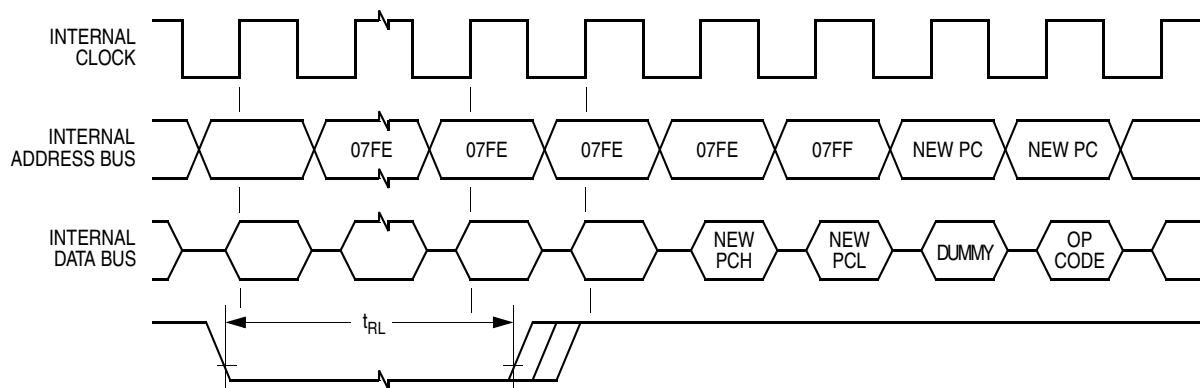 INTERNAL
CLOCK
INTERNAL
ADDRESS BUS
07FE
07FE
07FE
07FE
07FF
NEW PC
NEW PC
INTERNAL
DATA BUS
NEW
PCH
NEW
PCL
DUMMY
OP
CODE
tRL